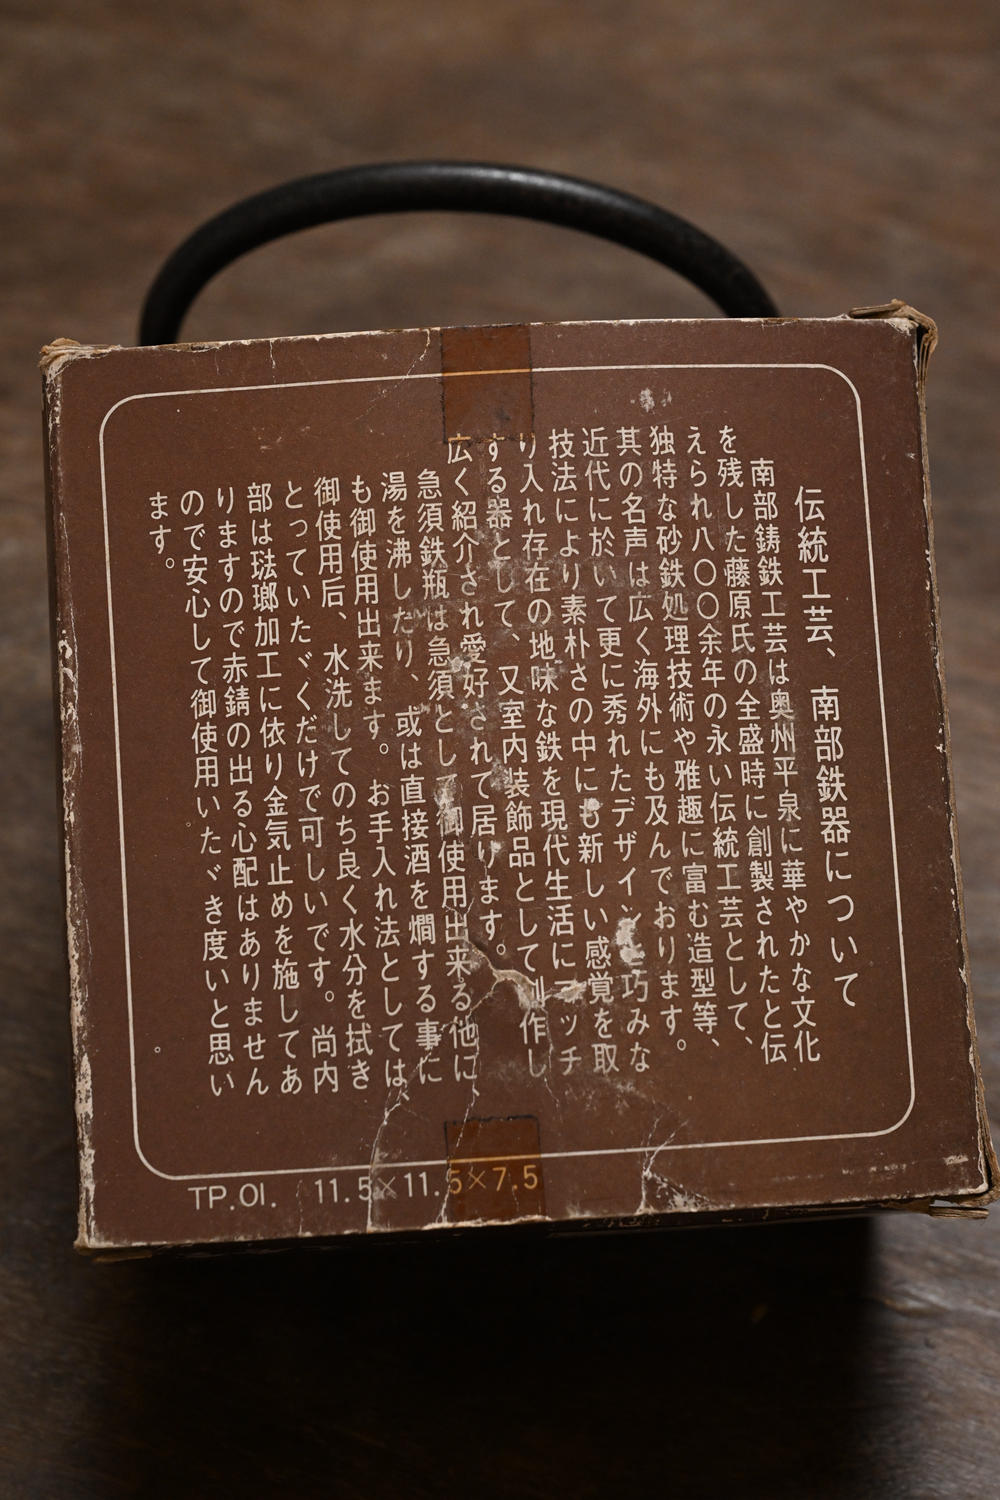 伝統工芸、南部鉄器について
南部鋳鉄工芸は奥州平泉に華やかな文化
を残した藤原氏の全盛時に創製されたと伝
えられ八〇〇余年の永い伝統工芸として、
独特な砂鉄処理技術や雅趣に富む造型等、
其の名声は広く海外にも及んでおります。
近代に於いて更に秀れたデザイン 巧みな
技法により素朴さの中にも新しい感覚を取
り入れ存在の地味な鉄を現代生活にマッチ
する器として、又室内装飾品として 作し
広く紹介され愛好されて居ります。
急須鉄瓶は急須として御使用出来る他に、
湯を沸したり、或は直接酒を燗する事に
も御使用出来ます。お手入れ法としては、
御使用后、水洗してのち良く水分を拭き
とっていたゞくだけで可しいです。尚内
部は琺瑯加工に依り金気止めを施してあ
りますので赤錆の出る心配はありません
ので安心して御使用いたゞき度いと思い
ます。
TP.01. 11.5×11.5×7.5